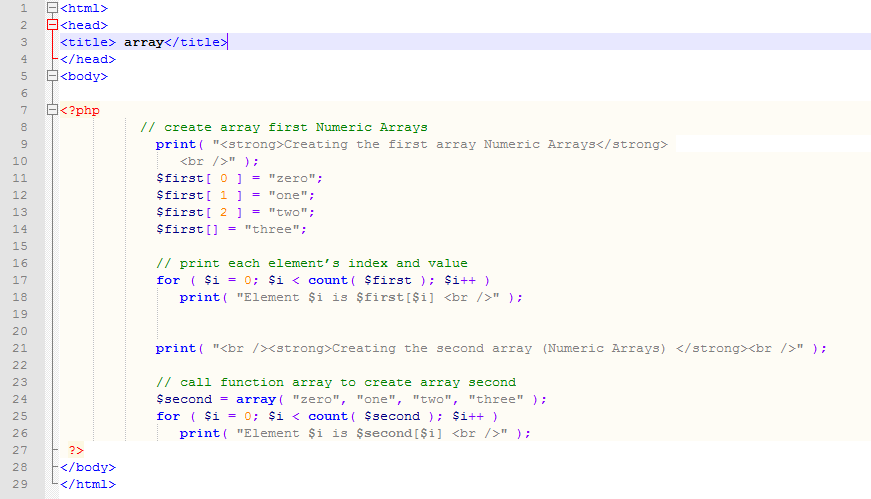 1 <html>
2 <head>
3 <title> array</title>
4 </head>
5 <body>
6
7 <?php
8 // create array first Numeric Arrays
9 print( "<strong>Creating the first array Numeric Arrays</strong>
10 <br />" );
11 $first[ 0 ] = "zero";
12 $first[ 1 ] = "one";
13 $first[ 2 ] = "two";
14 $first[] = "three";
15
16 // print each element’s index and value
17 for ( $i = 0; $i < count( $first ); $i++ )
18 print( "Element $i is $first[$i] <br />" );
19
20
21 print( "<br /><strong>Creating the second array (Numeric Arrays) </strong><br />" );
22
23 // call function array to create array second
24 $second = array( "zero", "one", "two", "three" );
25 for ( $i = 0; $i < count( $second ); $i++ )
26 print( "Element $i is $second[$i] <br />" );
27 ?>
28 </body>
29 </html>